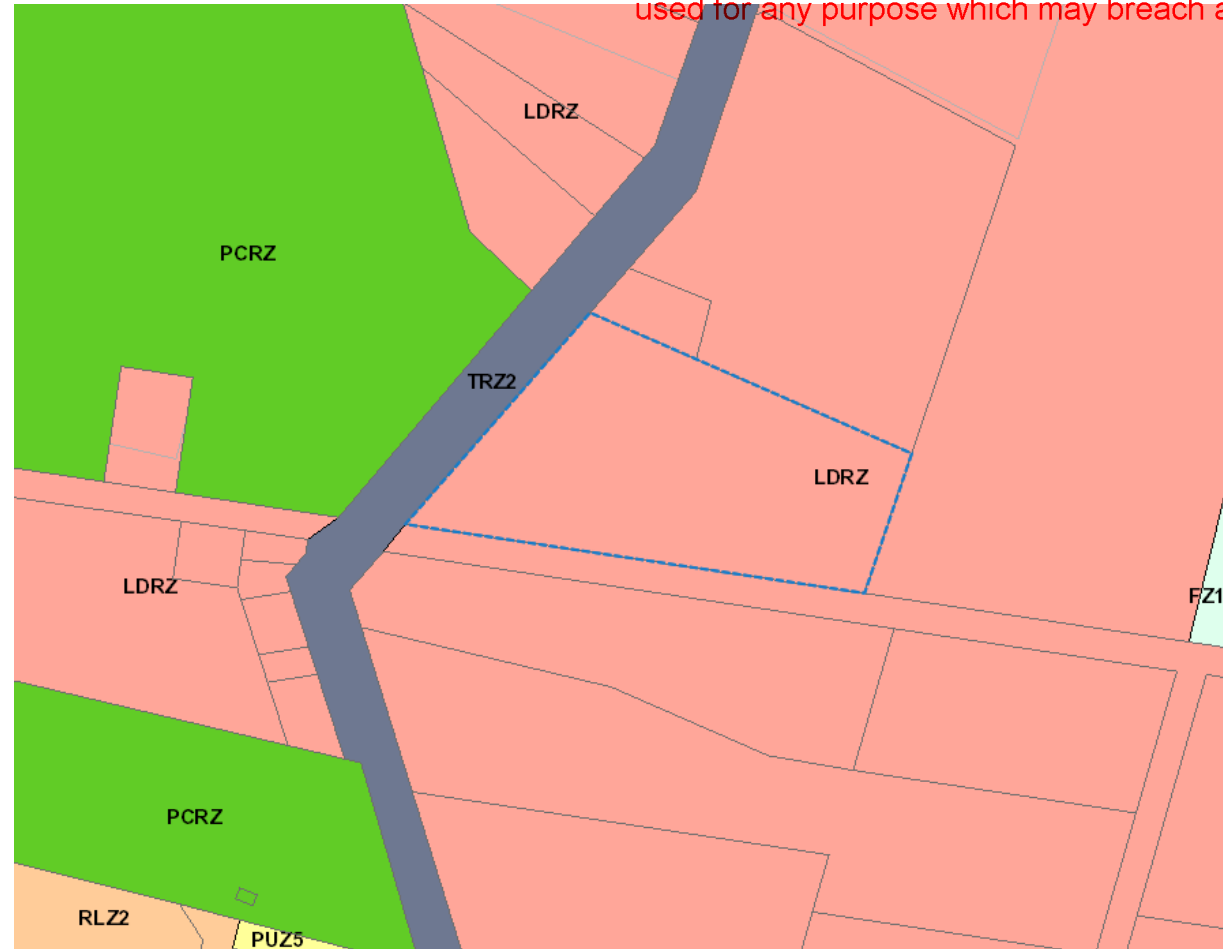 used for any purpose which may breach a
LDRZ
PCRZ
TRZ2
LDRZ
LDRZ
FZ1
PCRZ
RLZ2
PUZ5